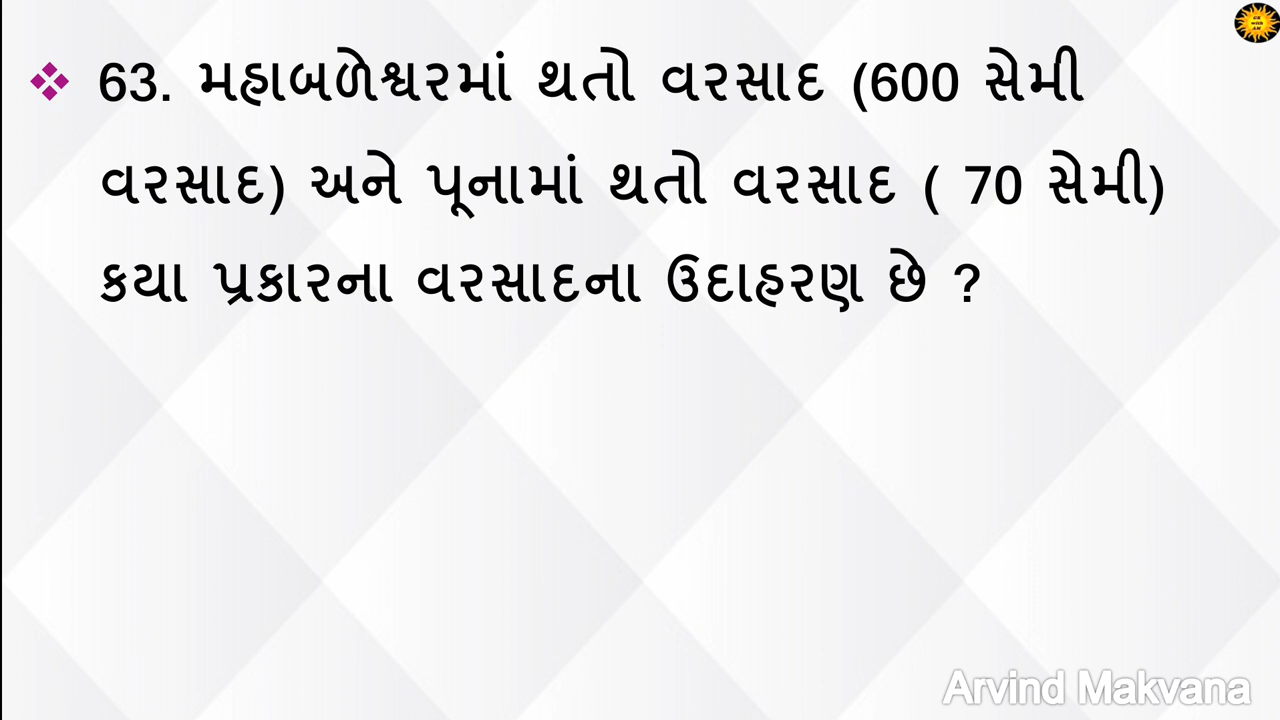 ❖ 63. મહાબળેશ્વરમાં થતો વરસાદ (600 સેમી
વરસાદ) અને પૂનામાં થતો વરસાદ ( 70 સેમી)
કયા પ્રકારના વરસાદના ઉદાહરણ છે ?
Arvind Makvana